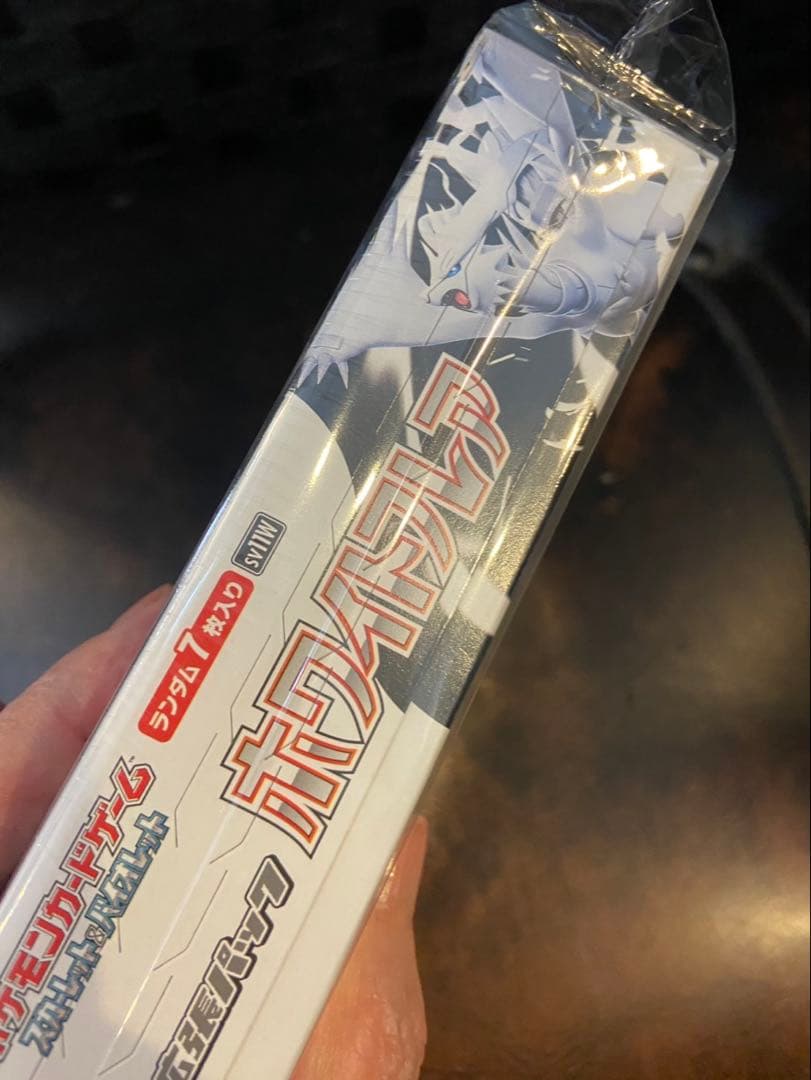 ポケモンカードゲーム™
スカーレット&バイオレット
ランダム7枚入り
SV11W
拡張パック
ホワイトフレア